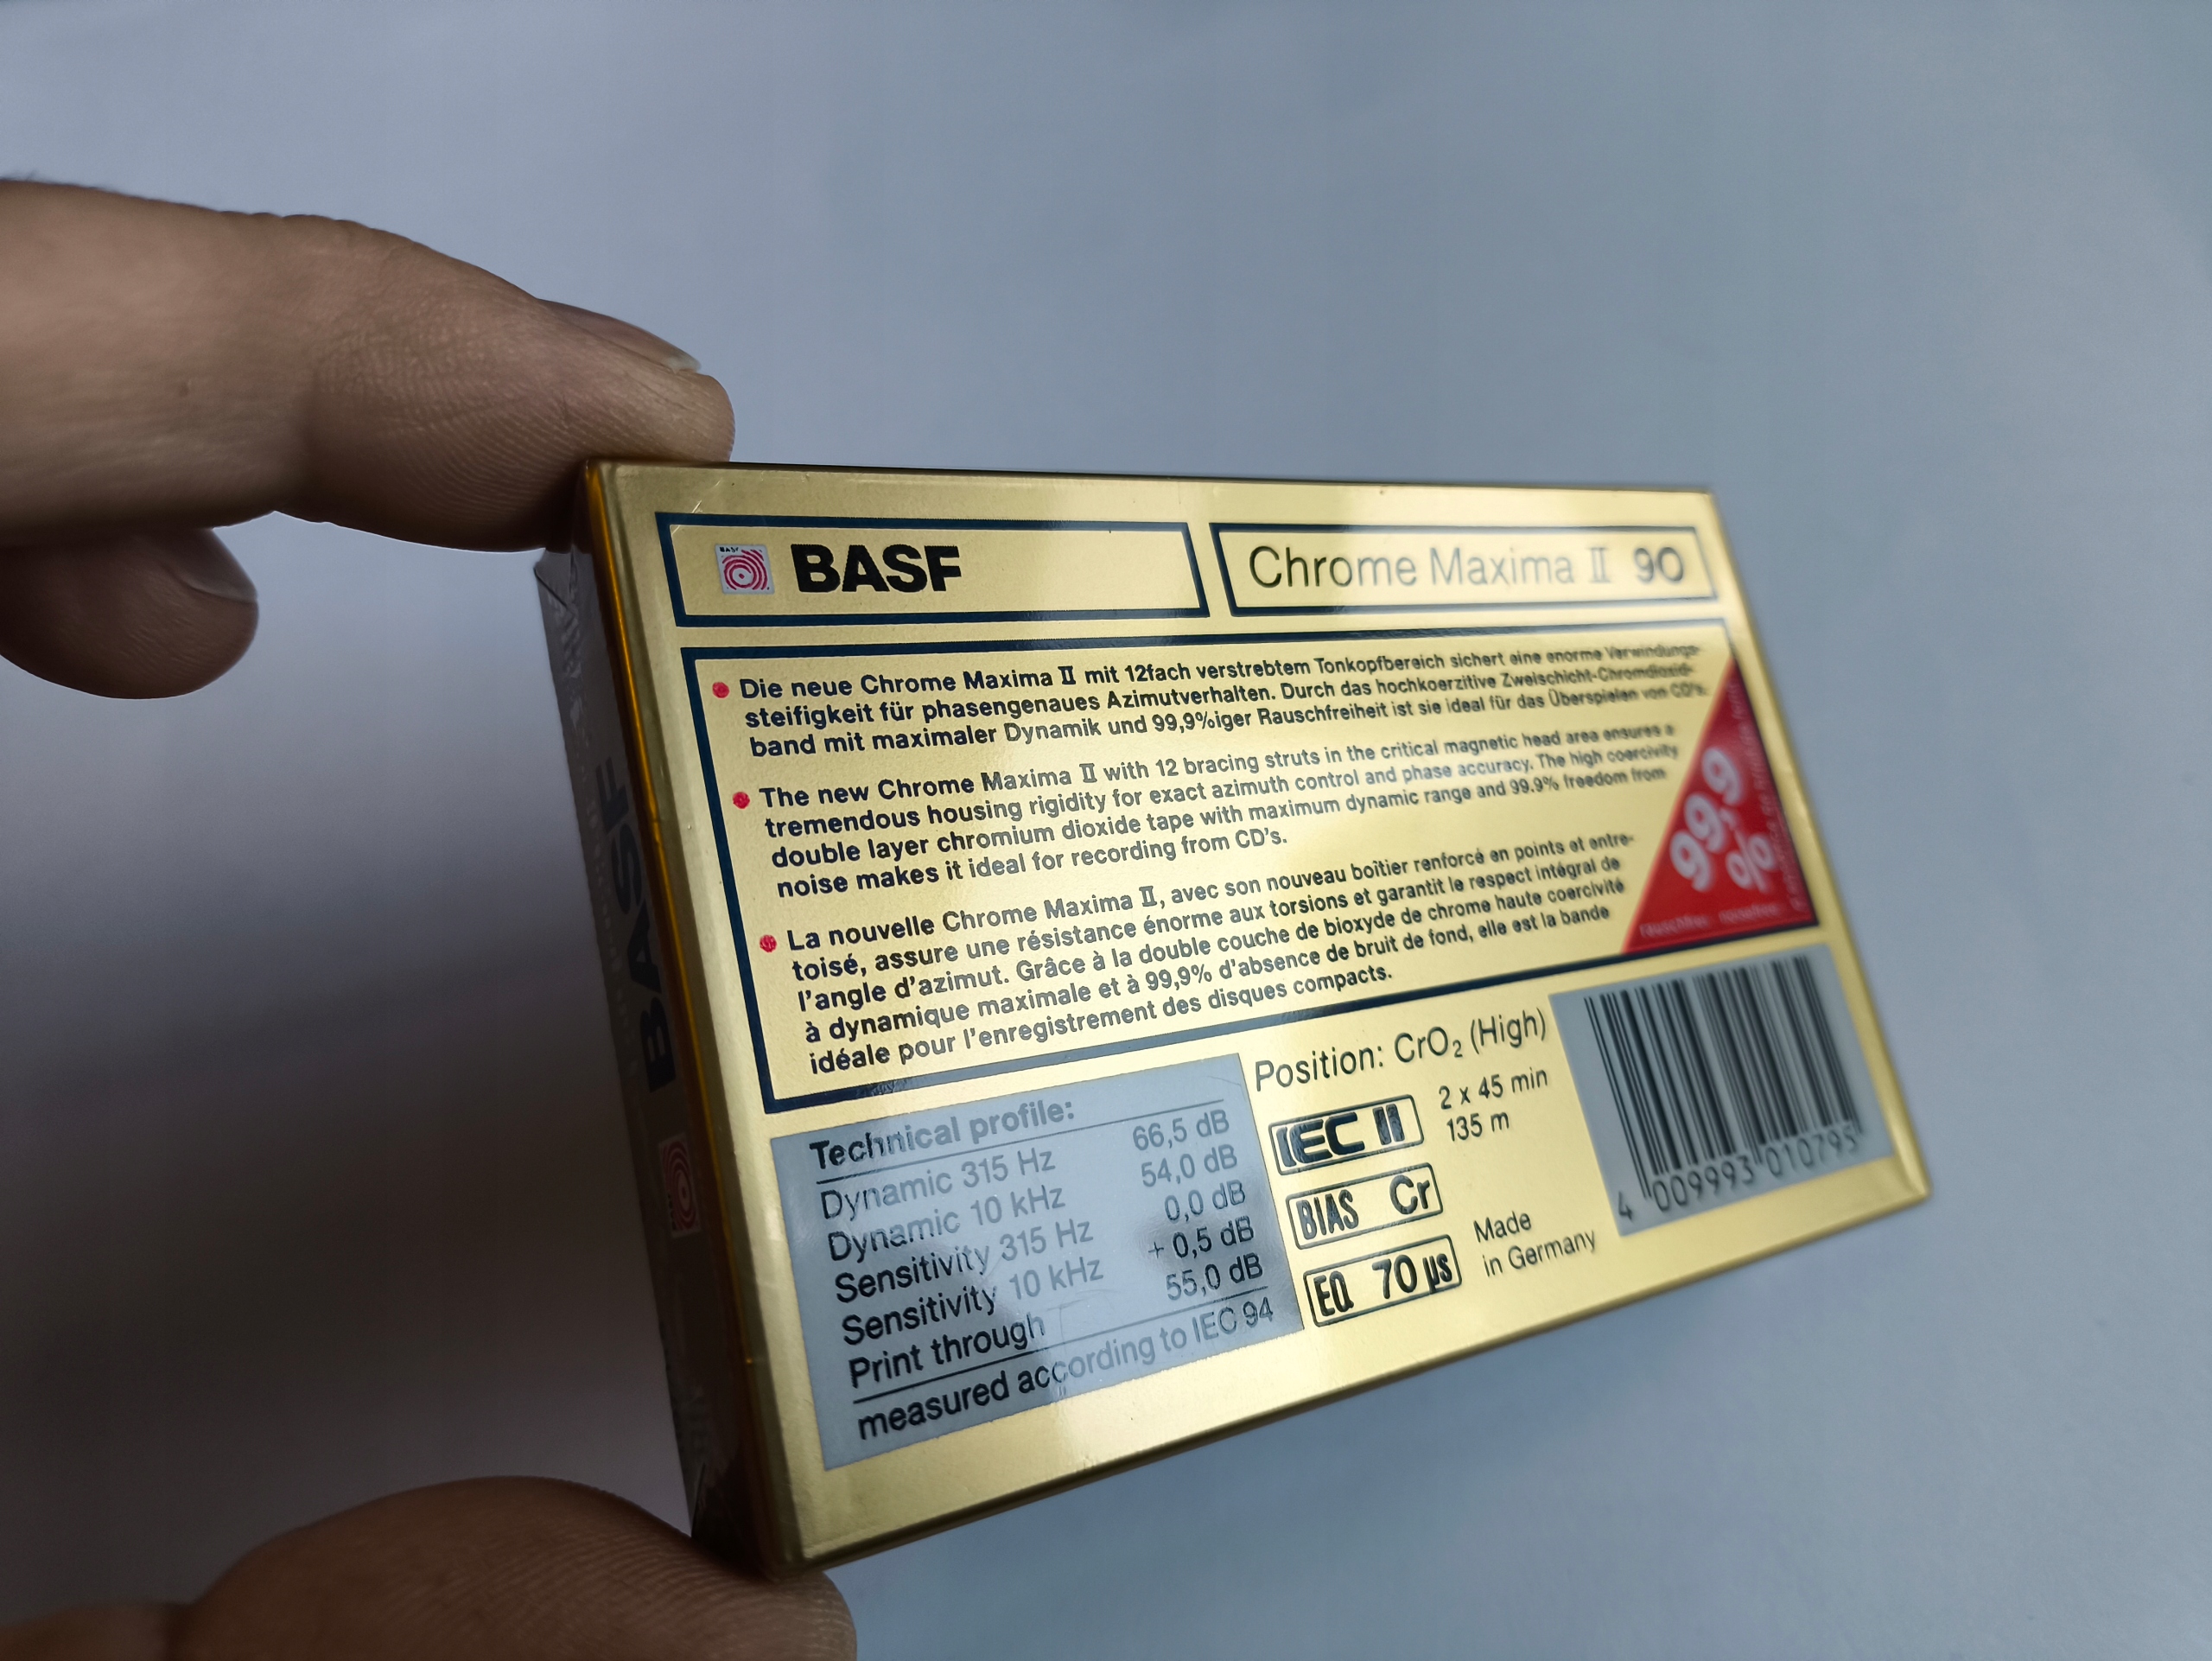 BASF
Chrome Maxima II 90
Die neue Chrome Maxima II mit 12fach verstrebtem Tonkopfbereich sichert eine enorme Verwindungs-
steifigkeit für phasengenaues Azimutverhalten. Durch das hochkoerzitive Zweischicht-Chromdioxid-
band mit maximaler Dynamik und 99,9%iger Rauschfreiheit ist sie ideal für das Überspielen von CD's.
The new Chrome Maxima II with 12 bracing struts in the critical magnetic head area ensures a
tremendous housing rigidity for exact azimuth control and phase accuracy. The high coercivity
double layer chromium dioxide tape with maximum dynamic range and 99.9% freedom from
noise makes it ideal for recording from CD's.
La nouvelle Chrome Maxima II, avec son nouveau boîtier renforcé en points et entre-
toisé, assure une résistance énorme aux torsions et garantit le respect intégral de
l'angle d'azimut. Grâce à la double couche de bioxyde de chrome haute coercivité
à dynamique maximale et à 99,9% d'absence de bruit de fond, elle est la bande
idéale pour l'enregistrement des disques compacts.
99,9
%
rauschfrei · noisefree
Technical profile:
Dynamic 315 Hz 66,5 dB
Dynamic 10 kHz 54,0 dB
Sensitivity 315 Hz 0,0 dB
Sensitivity 10 kHz + 0,5 dB
Print through 55,0 dB
measured according to IEC 94
Position: CrO₂ (High)
IEC II
2 x 45 min
135 m
BIAS Cr
EQ. 70 µs
Made
in Germany
4 009993 010795
BASF